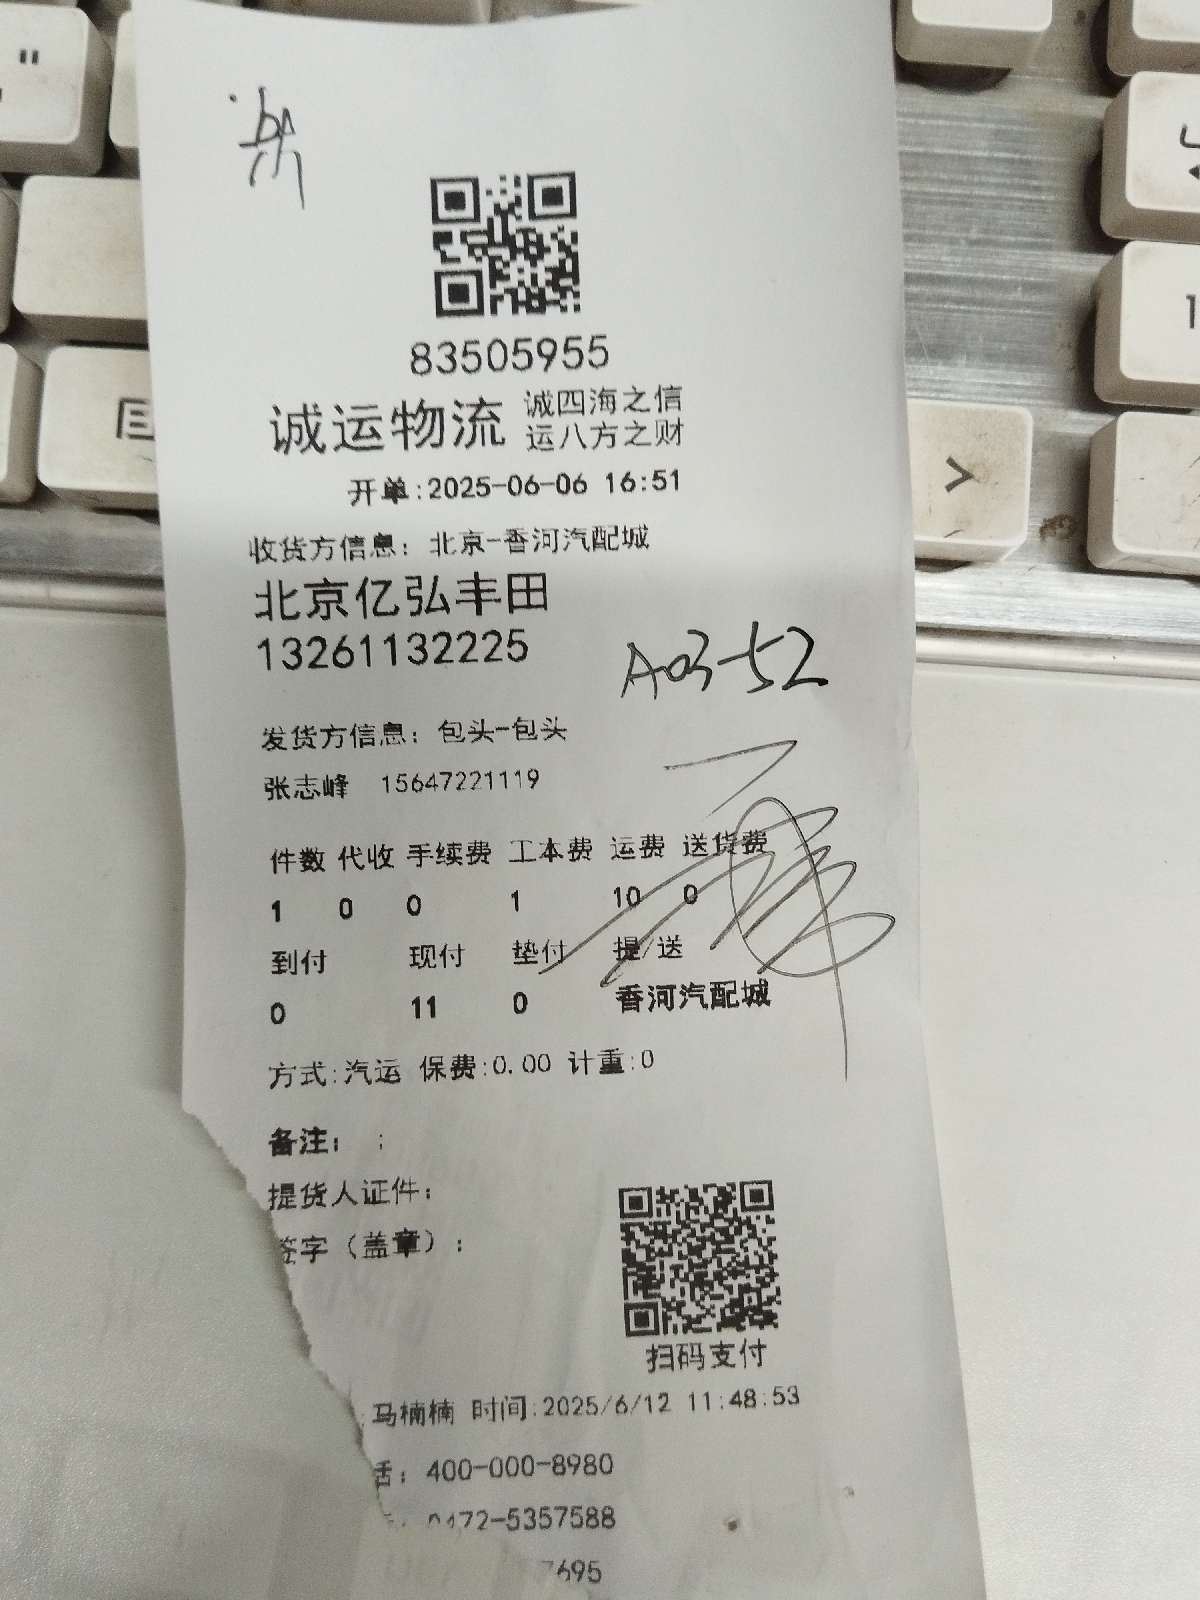 83505955
诚运物流 诚四海之信
运八方之财
开单:2025-06-06 16:51
收货方信息: 北京-香河汽配城
北京亿弘丰田
13261132225
A03-52
发货方信息: 包头-包头
张志峰 15647221119
件数 代收 手续费 工本费 运费 送货费
1 0 0 1 10 0
到付 现付 垫付 提/送
0 11 0 香河汽配城
方式:汽运 保费:0.00 计重:0
备注: ;
提货人证件:
签字（盖章）:
扫码支付
:马楠楠 时间:2025/6/12 11:48:53
话: 400-000-8980
0472-5357588
7695
"
>